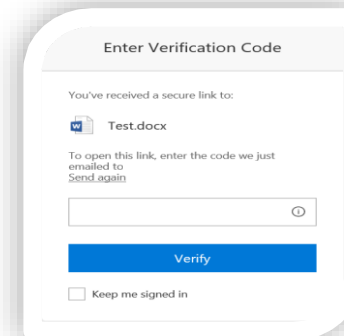 Enter Verification Code
You've received a secure link to:
Test.docx
To open this link, enter the code we just
emailed to
Send again
Verify
Keep me signed in